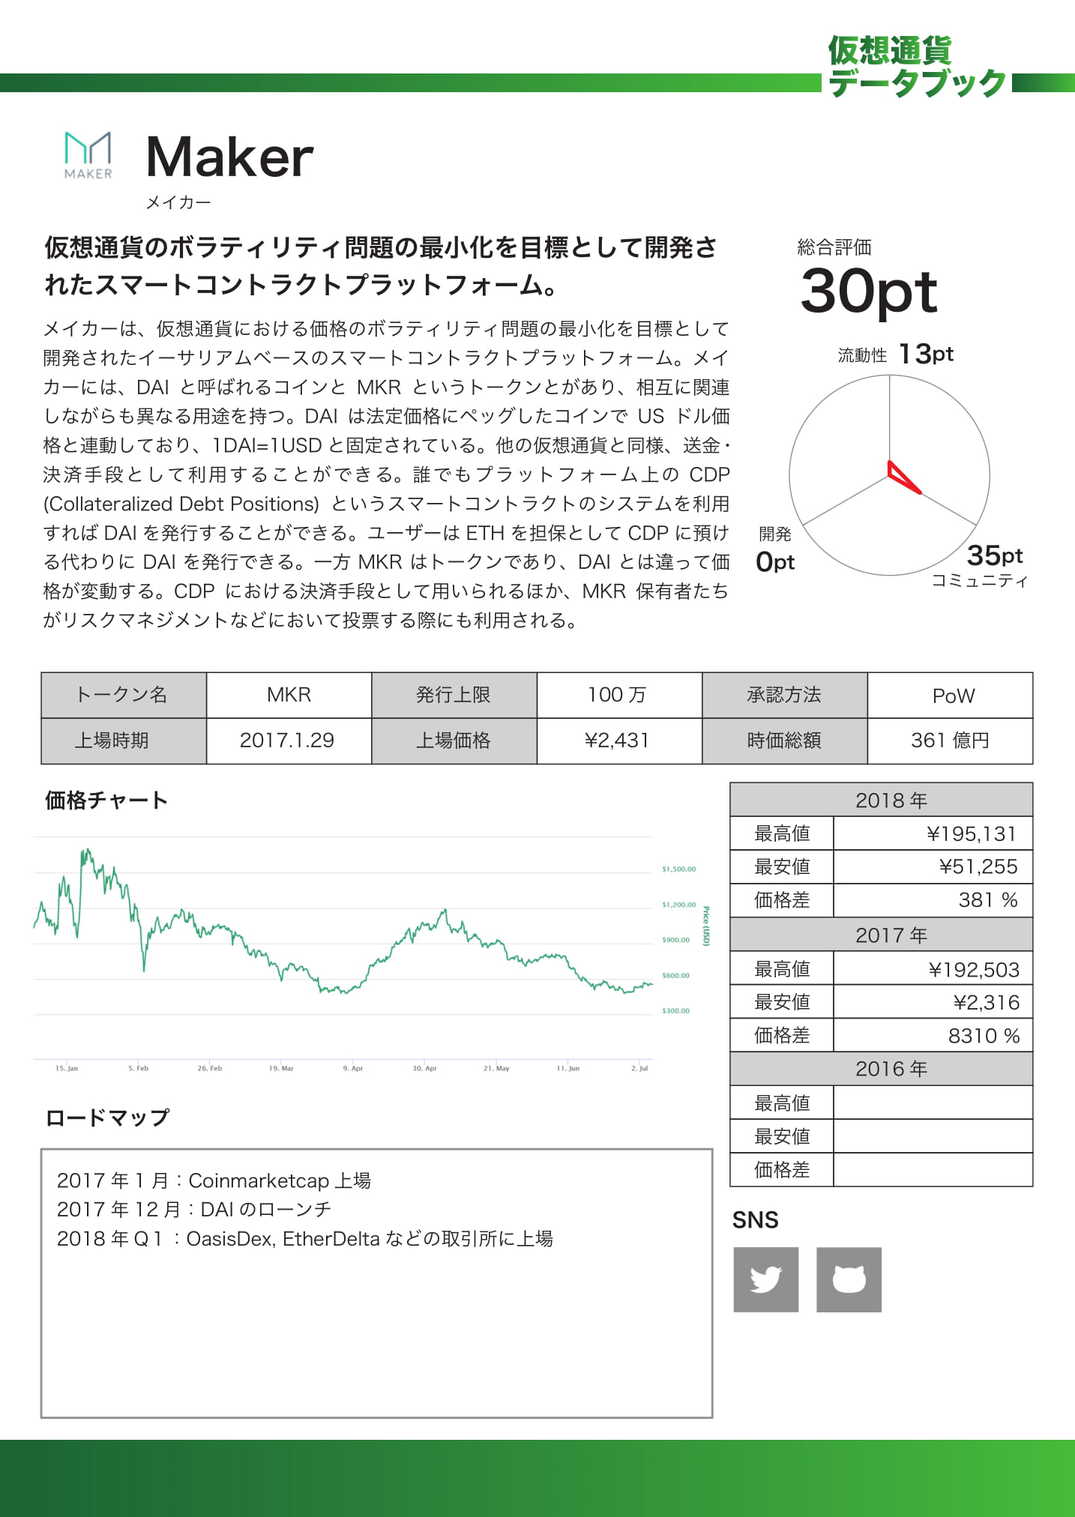 仮想通貨
データブック
MAKER
Maker
メイカー
仮想通貨のボラティリティ問題の最小化を目標として開発さ
れたスマートコントラクトプラットフォーム。
メイカーは、仮想通貨における価格のボラティリティ問題の最小化を目標として
開発されたイーサリアムベースのスマートコントラクトプラットフォーム。メイ
カーには、DAI と呼ばれるコインと MKR というトークンとがあり、相互に関連
しながらも異なる用途を持つ。DAI は法定価格にペッグしたコインで US ドル価
格と連動しており、1DAI=1USD と固定されている。他の仮想通貨と同様、送金・
決済手段として利用することができる。誰でもプラットフォーム上の CDP
(Collateralized Debt Positions) というスマートコントラクトのシステムを利用
すれば DAI を発行することができる。ユーザーは ETH を担保として CDP に預け
る代わりに DAI を発行できる。一方 MKR はトークンであり、DAI とは違って価
格が変動する。CDP における決済手段として用いられるほか、MKR 保有者たち
がリスクマネジメントなどにおいて投票する際にも利用される。
総合評価
30pt
流動性 13pt
開発
0pt
35pt
コミュニティ
トークン名 MKR 発行上限 100 万 承認方法 PoW
上場時期 2017.1.29 上場価格 ¥2,431 時価総額 361 億円
価格チャート
$1,500.00
$1,200.00
$900.00
$600.00
$300.00
Price (USD)
15. Jan 5. Feb 26. Feb 19. Mar 9. Apr 30. Apr 21. May 11. Jun 2. Jul
2018 年
最高値 ¥195,131
最安値 ¥51,255
価格差 381 %
2017 年
最高値 ¥192,503
最安値 ¥2,316
価格差 8310 %
2016 年
最高値
最安値
価格差
ロードマップ
2017 年 1 月：Coinmarketcap 上場
2017 年 12 月：DAI のローンチ
2018 年 Q1：OasisDex, EtherDelta などの取引所に上場
SNS